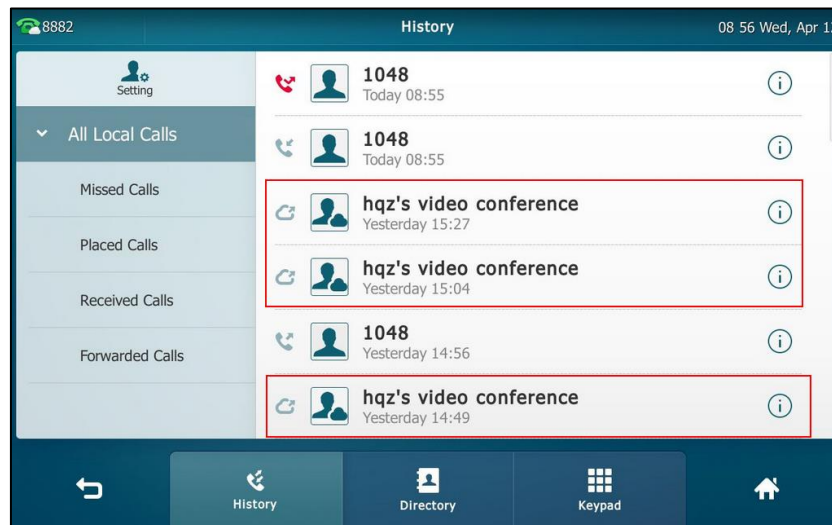 8882
History
08 56 Wed, Apr 1
Setting
All Local Calls
Missed Calls
Placed Calls
Received Calls
Forwarded Calls
1048
Today 08:55
1048
Today 08:55
hqz's video conference
Yesterday 15:27
hqz's video conference
Yesterday 15:04
1048
Yesterday 14:56
hqz's video conference
Yesterday 14:49
History
Directory
Keypad